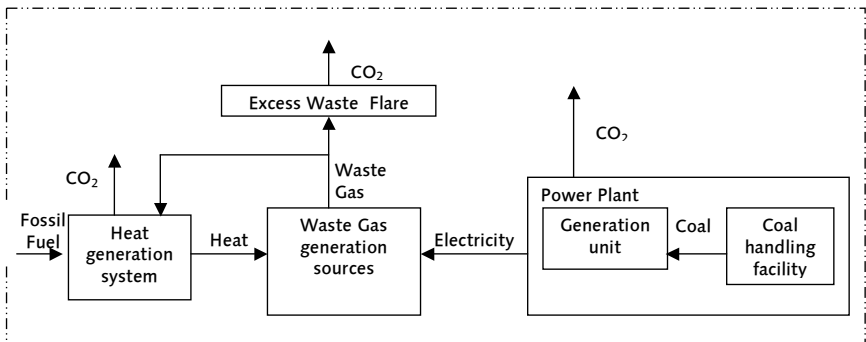 CO₂
Excess Waste Flare
CO₂
CO₂
Waste
Gas
Fossil
Fuel
Heat
generation
system
Heat
Waste Gas
generation
sources
Electricity
Power Plant
Generation
unit
Coal
Coal
handling
facility